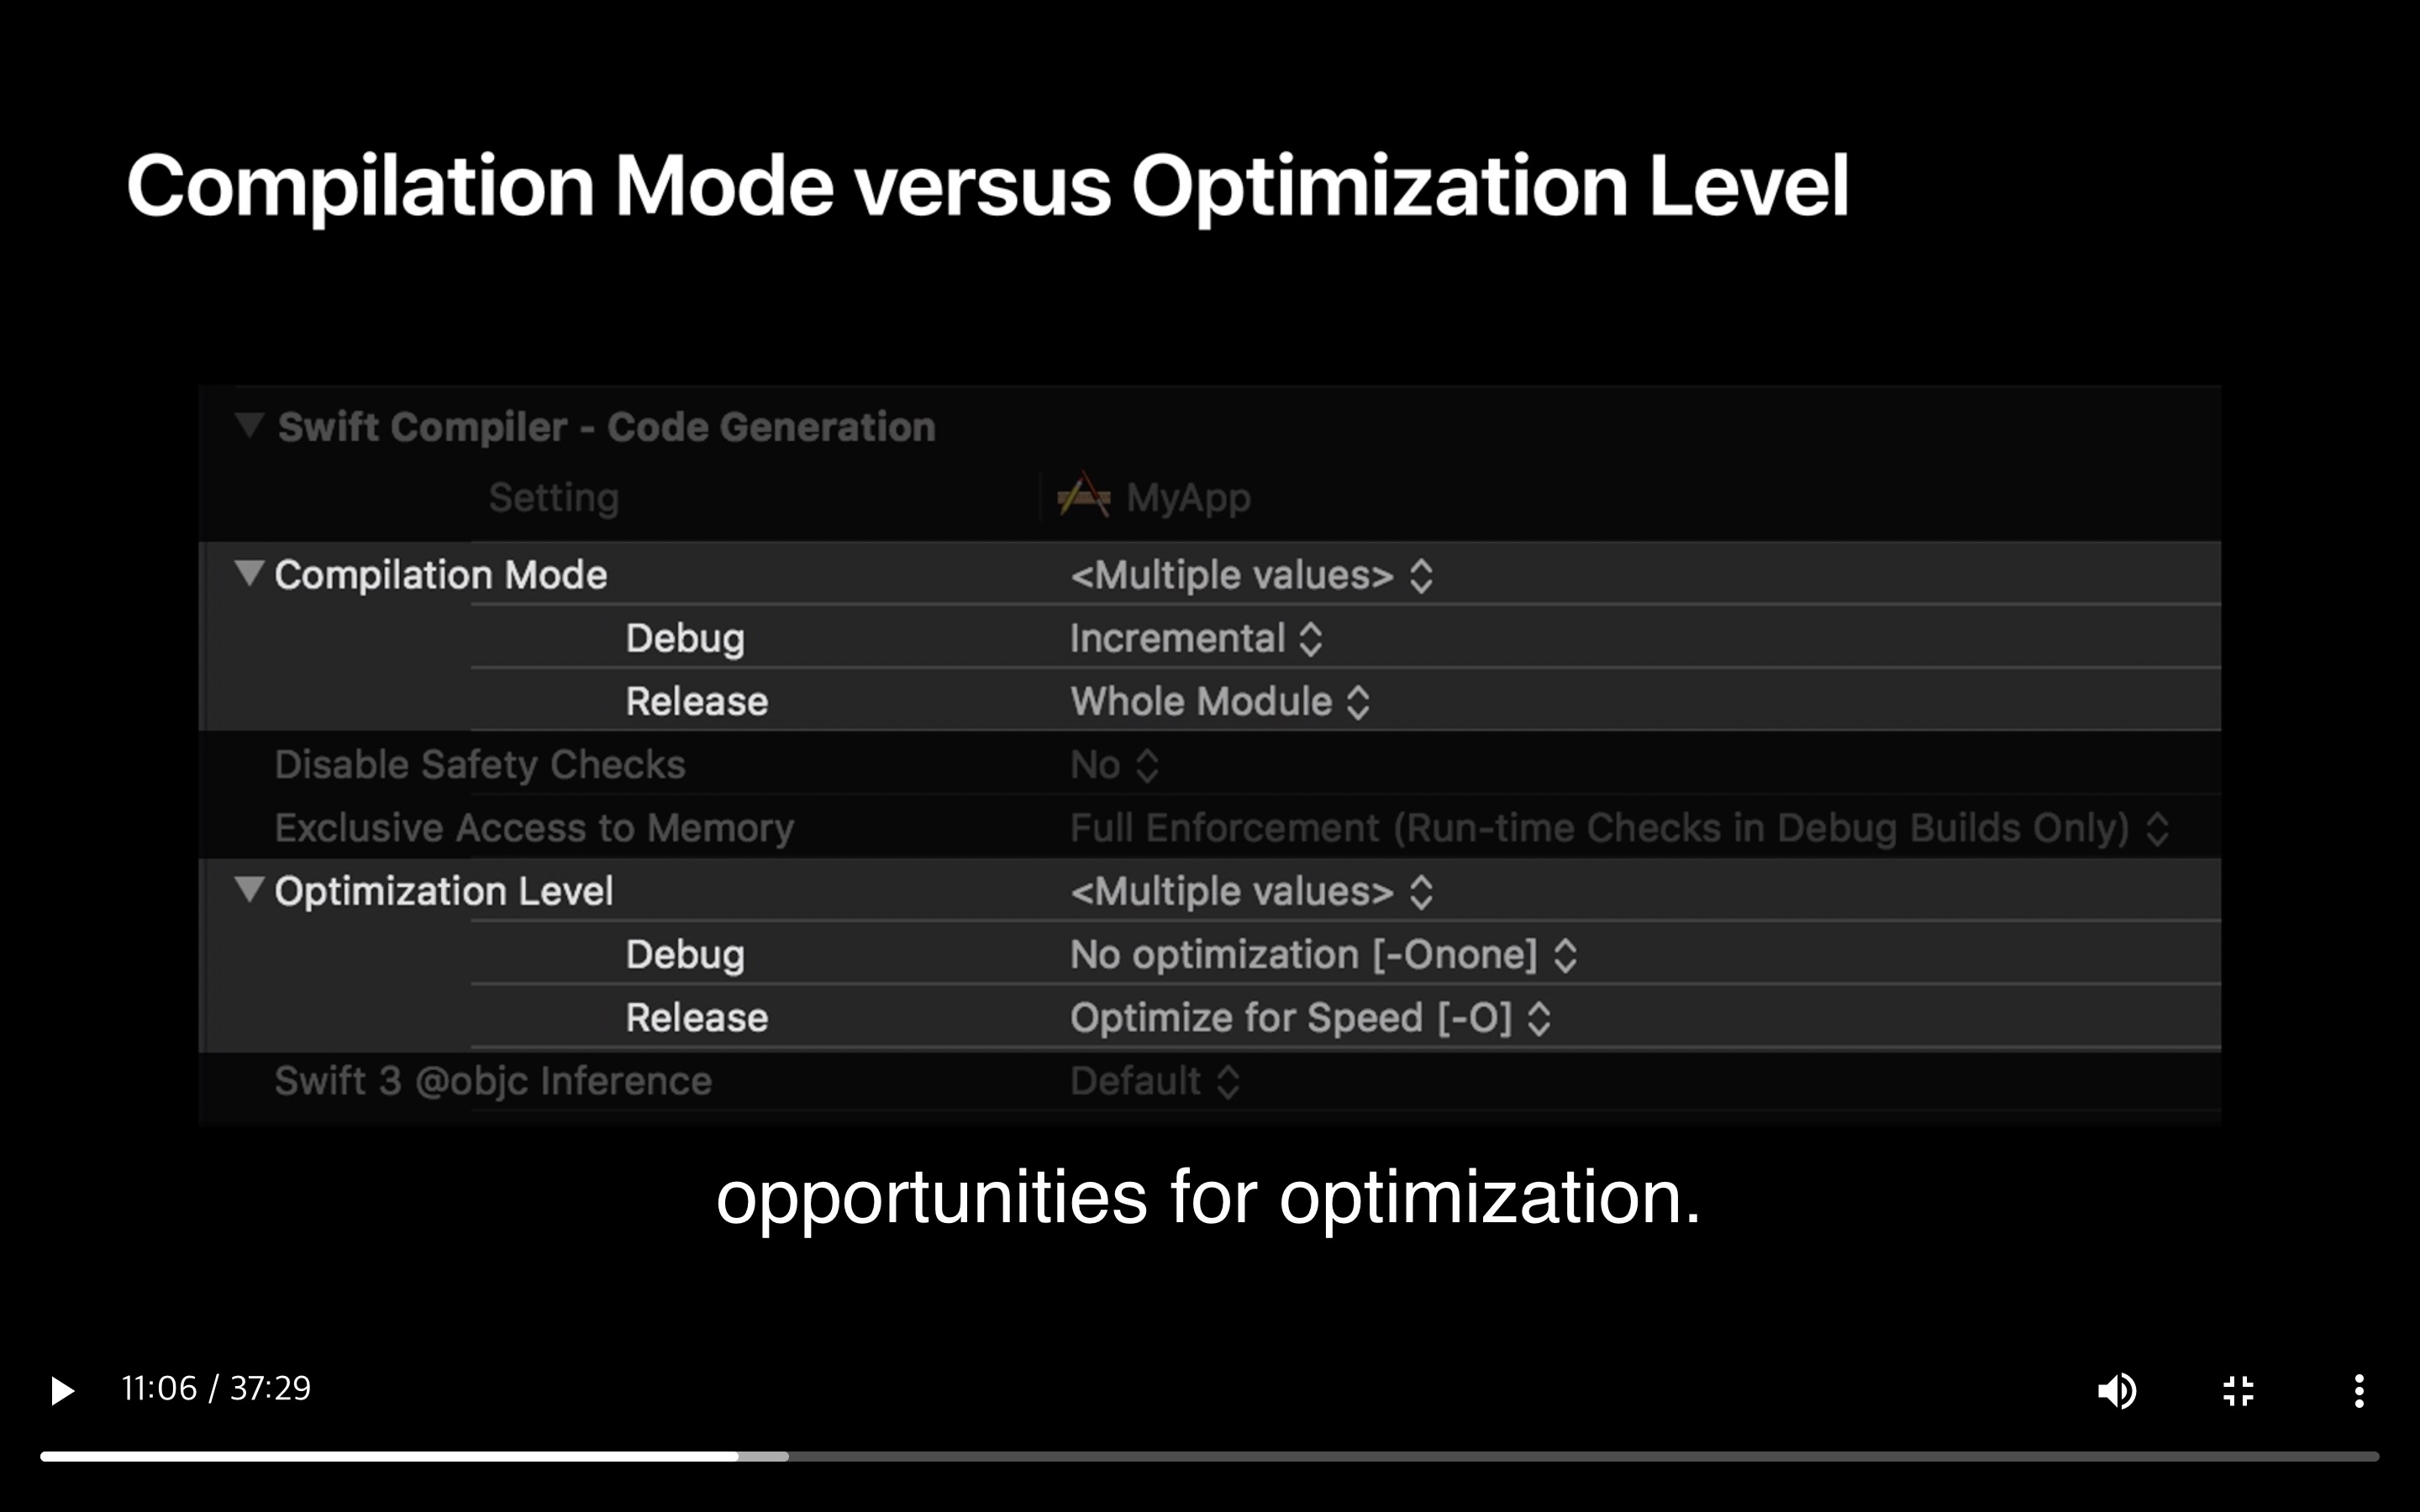 Compilation Mode versus Optimization Level
Swift Compiler - Code Generation
Setting MyApp
Compilation Mode <Multiple values>
Debug Incremental
Release Whole Module
Disable Safety Checks No
Exclusive Access to Memory Full Enforcement (Run-time Checks in Debug Builds Only)
Optimization Level <Multiple values>
Debug No optimization [-Onone]
Release Optimize for Speed [-O]
Swift 3 @objc Inference Default
opportunities for optimization.
11:06 / 37:29